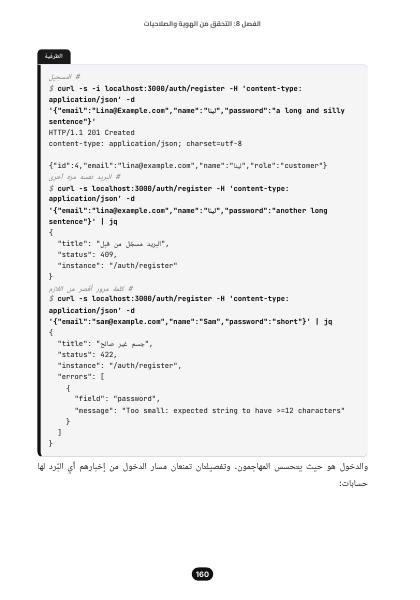 الفصل 8: التحقق من الهوية والصلاحيات
الطرفية
# التسجيل
$ curl -s -i localhost:3000/auth/register -H 'content-type:
application/json' -d
'{"email":"Lina@Example.com","name":"لينا","password":"a long and silly
sentence"}'
HTTP/1.1 201 Created
content-type: application/json; charset=utf-8
{"id":4,"email":"lina@example.com","name":"لينا","role":"customer"}
# البريد نفسه مرة أخرى
$ curl -s localhost:3000/auth/register -H 'content-type:
application/json' -d
'{"email":"lina@example.com","name":"لينا","password":"another long
sentence"}' | jq
{
"title": "البريد مسجّل من قبل",
"status": 409,
"instance": "/auth/register"
}
# كلمة مرور أقصر من اللازم
$ curl -s localhost:3000/auth/register -H 'content-type:
application/json' -d
'{"email":"sam@example.com","name":"Sam","password":"short"}' | jq
{
"title": "جسم غير صالح",
"status": 422,
"instance": "/auth/register",
"errors": [
{
"field": "password",
"message": "Too small: expected string to have >=12 characters"
}
]
}
والدخول هو حيث يتحسس المهاجمون. وتفصيلتان تمنعان مسار الدخول من إخبارهم أي البُرد لها
حسابات:
160